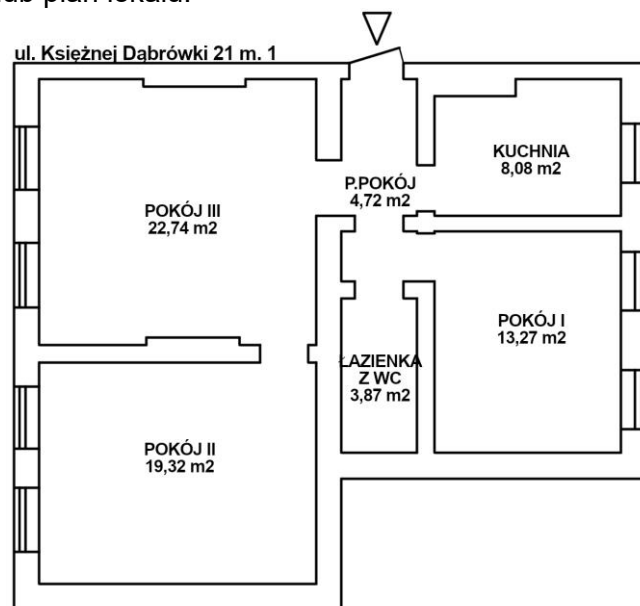 lub plan lokalu.
ul. Księżnej Dąbrówki 21 m. 1
KUCHNIA
8,08 m2
P.POKÓJ
4,72 m2
POKÓJ III
22,74 m2
POKÓJ I
13,27 m2
ŁAZIENKA
Z WC
3,87 m2
POKÓJ II
19,32 m2